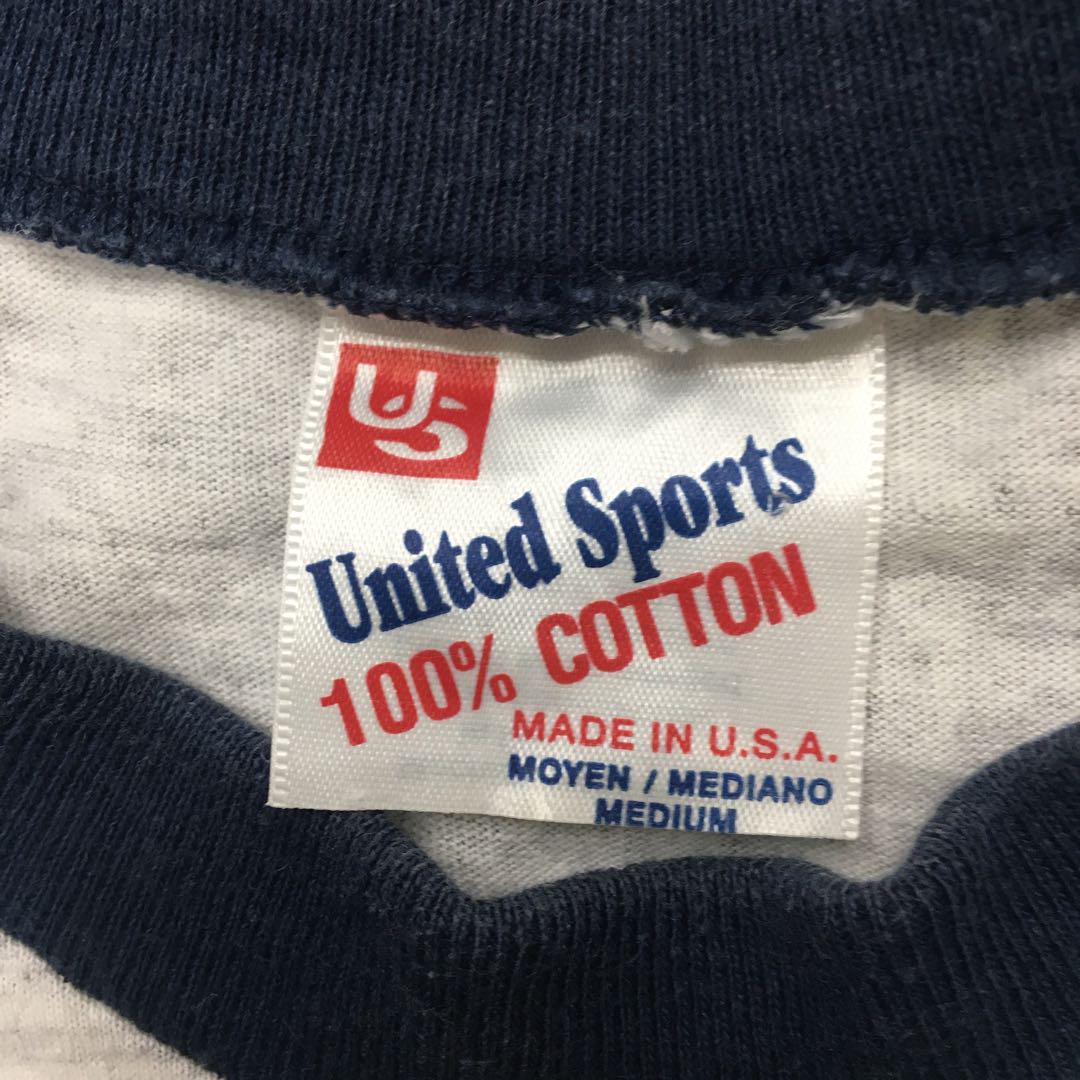 US
United Sports
100% COTTON
MADE IN U.S.A.
MOYEN / MEDIANO
MEDIUM